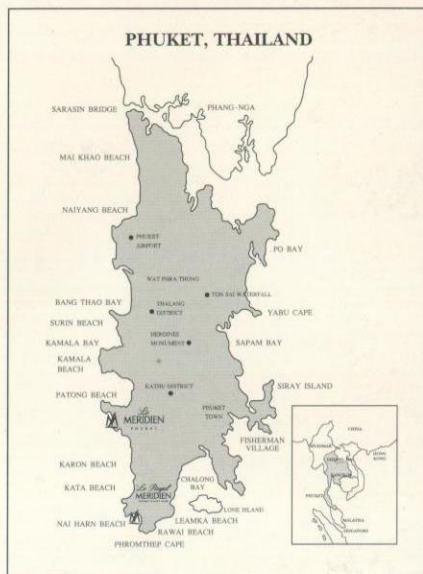 PHUKET, THAILAND
SARASIN BRIDGE
PHANG-NGA
MAI KHAO BEACH
NAIYANG BEACH
PHUKET
AIRPORT
PO BAY
WAT PHRA THONG
TON SAI WATERFALL
BANG THAO BAY
THALANG
DISTRICT
YABU CAPE
SURIN BEACH
HEROINES
MONUMENT
KAMALA BAY
SAPAM BAY
KAMALA
BEACH
KATHU DISTRICT
SIRAY ISLAND
PATONG BEACH
Le
MERIDIEN
PHUKET
PHUKET
TOWN
FISHERMAN
VILLAGE
KARON BEACH
KATA BEACH
Le Royal
MERIDIEN
CHALONG
BAY
LONE ISLAND
NAI HARN BEACH
LEAMKA BEACH
RAWAI BEACH
PHROMTHEP CAPE
CHINA
HONG
KONG
BANGKOK
PHUKET
MALAYSIA
SINGAPORE